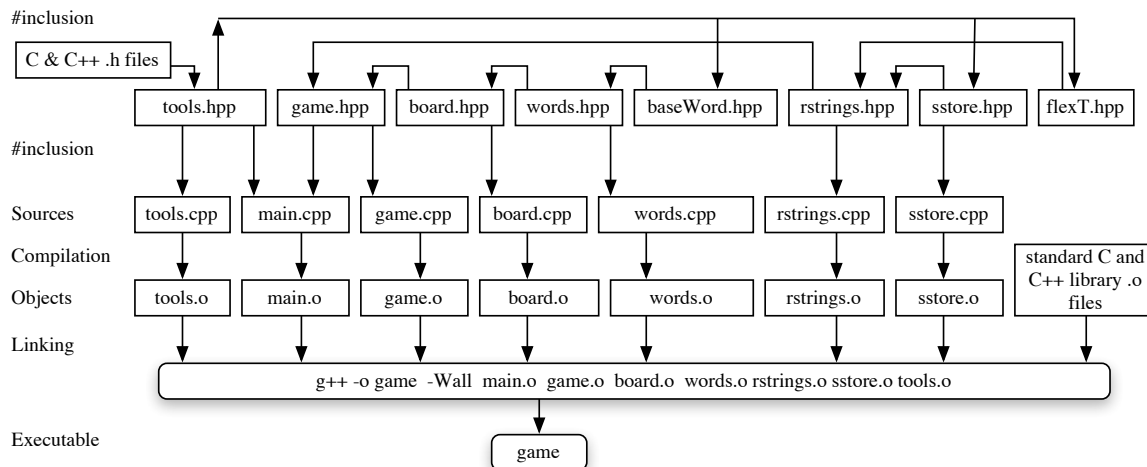 #inclusion
C & C++ .h files
tools.hpp
game.hpp
board.hpp
words.hpp
baseWord.hpp
rstrings.hpp
sstore.hpp
flexT.hpp
#inclusion
Sources
tools.cpp
main.cpp
game.cpp
board.cpp
words.cpp
rstrings.cpp
sstore.cpp
Compilation
standard C and
C++ library .o
files
Objects
tools.o
main.o
game.o
board.o
words.o
rstrings.o
sstore.o
Linking
g++ -o game -Wall main.o game.o board.o words.o rstrings.o sstore.o tools.o
Executable
game